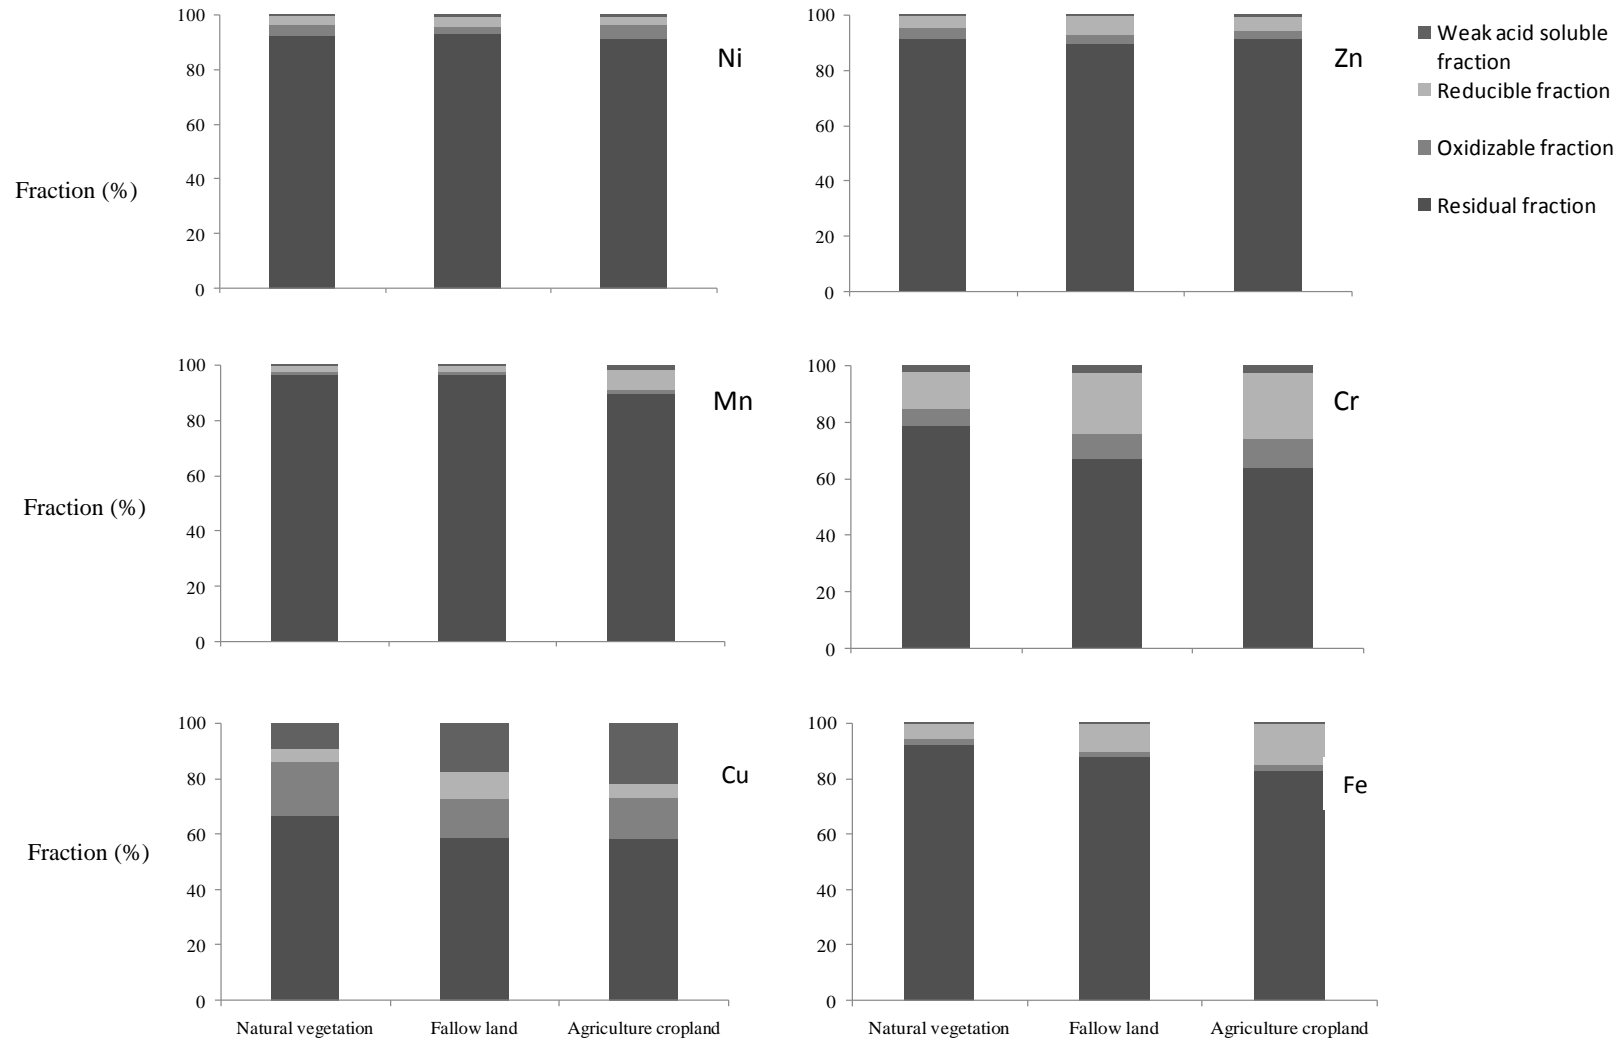 100
80
60
40
20
0
Fraction (%)
Ni
100
80
60
40
20
0
Zn
Weak acid soluble
fraction
Reducible fraction
Oxidizable fraction
Residual fraction
100
80
60
40
20
0
Fraction (%)
Mn
100
80
60
40
20
0
Cr
100
80
60
40
20
0
Fraction (%)
Cu
Natural vegetation Fallow land Agriculture cropland
100
80
60
40
20
0
Fe
Natural vegetation Fallow land Agriculture cropland